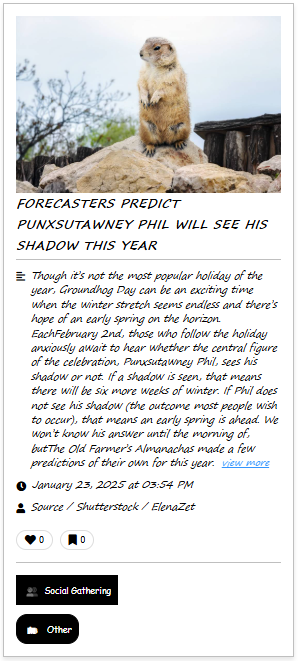 FORECASTERS PREDICT
PUNXSUTAWNEY PHIL WILL SEE HIS
SHADOW THIS YEAR
Though it's not the most popular holiday of the
year, Groundhog Day can be an exciting time
when the winter stretch seems endless and there's
hope of an early spring on the horizon.
EachFebruary 2nd, those who follow the holiday
anxiously await to hear whether the central figure
of the celebration, Punxsutawney Phil, sees his
shadow or not. If a shadow is seen, that means
there will be six more weeks of winter. If Phil does
not see his shadow (the outcome most people wish
to occur), that means an early spring is ahead. We
won't know his answer until the morning of,
butThe Old Farmer's Almanachas made a few
predictions of their own for this year. view more
January 23, 2025 at 03:54 PM
Source / Shutterstock / ElenaZet
0 0
Social Gathering
Other